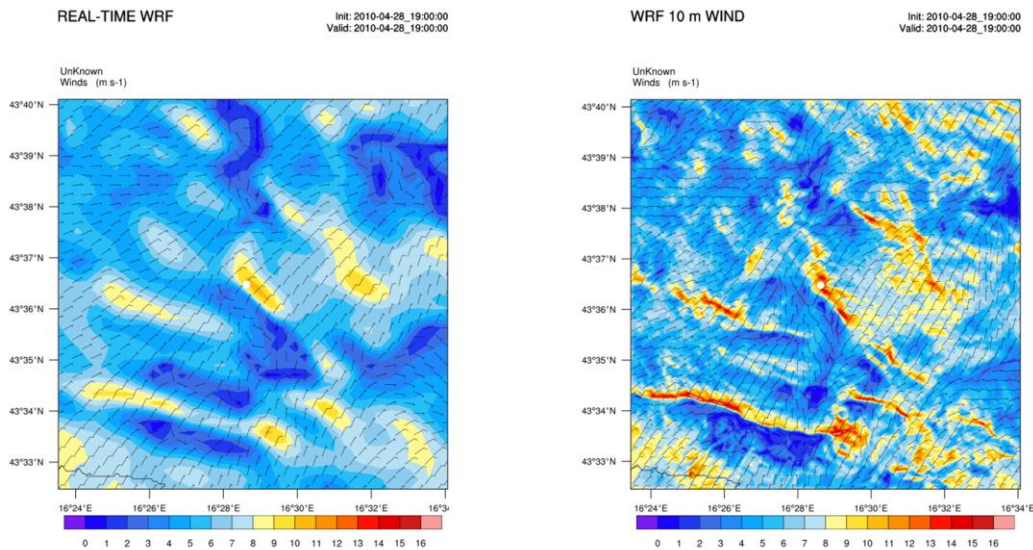 REAL-TIME WRF
Init: 2010-04-28_19:00:00
Valid: 2010-04-28_19:00:00
UnKnown
Winds (m s-1)
43°40'N
43°39'N
43°38'N
43°37'N
43°36'N
43°35'N
43°34'N
43°33'N
16°24'E 16°26'E 16°28'E 16°30'E 16°32'E 16°34
0 1 2 3 4 5 6 7 8 9 10 11 12 13 14 15 16
WRF 10 m WIND
Init: 2010-04-28_19:00:00
Valid: 2010-04-28_19:00:00
UnKnown
Winds (m s-1)
43°40'N
43°39'N
43°38'N
43°37'N
43°36'N
43°35'N
43°34'N
43°33'N
16°24'E 16°26'E 16°28'E 16°30'E 16°32'E 16°34'E
0 1 2 3 4 5 6 7 8 9 10 11 12 13 14 15 16